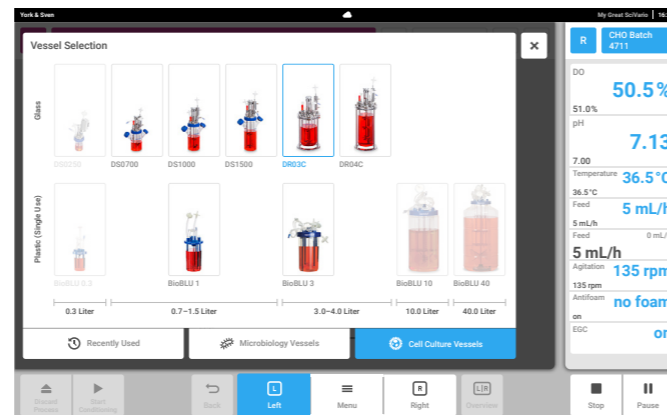 York & Sven
My Great SciVario | 16:
Vessel Selection
×
Glass
DS0250
DS0700
DS1000
DS1500
DR03C
DR04C
Plastic (Single Use)
BioBLU 0.3
BioBLU 1
BioBLU 3
BioBLU 10
BioBLU 40
0.3 Liter
0.7–1.5 Liter
3.0–4.0 Liter
10.0 Liter
40.0 Liter
Recently Used
Microbiology Vessels
Cell Culture Vessels
R
CHO Batch
4711
DO
50.5%
51.0%
pH
7.13
7.00
Temperature
36.5°C
36.5°C
Feed
5 mL/h
5 mL/h
Feed
0 mL/
5 mL/h
Agitation
135 rpm
135 rpm
Antifoam
no foam
on
EGC
on
Discard
Process
Start
Conditioning
Back
L
Left
Menu
R
Right
L|R
Overview
Stop
Pause